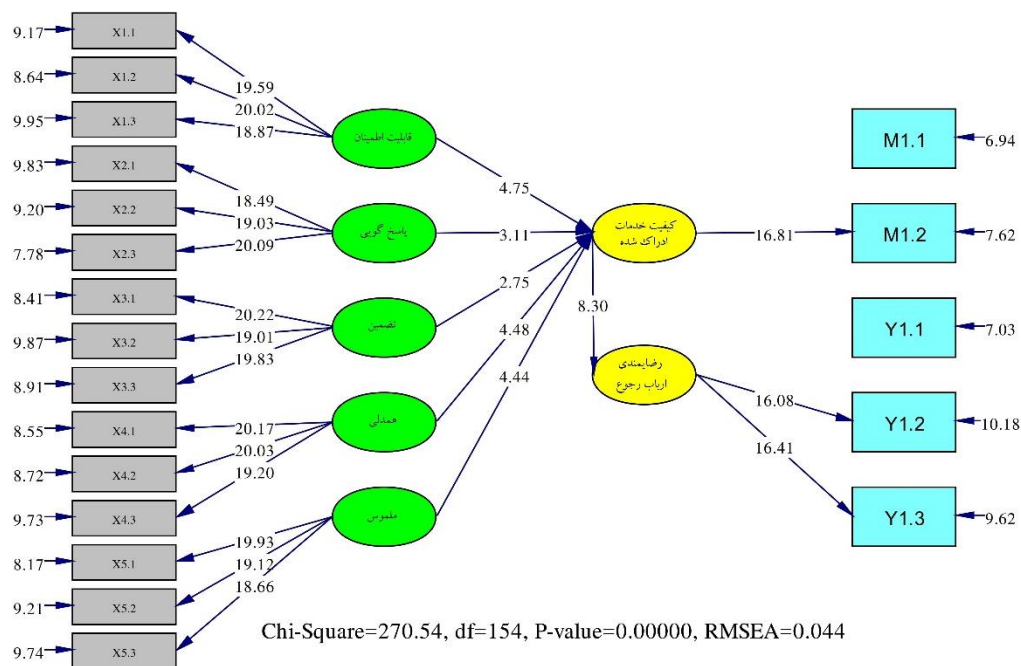 9.17
X1.1
8.64
X1.2
9.95
X1.3
9.83
X2.1
9.20
X2.2
7.78
X2.3
8.41
X3.1
9.87
X3.2
8.91
X3.3
8.55
X4.1
8.72
X4.2
9.73
X4.3
8.17
X5.1
9.21
X5.2
9.74
X5.3
19.59
20.02
18.87
18.49
19.03
20.09
20.22
19.01
19.83
20.17
20.03
19.20
19.93
19.12
18.66
قابلیت اطمینان
پاسخ گویی
تضمین
همدلی
ملموس
4.75
3.11
2.75
4.48
4.44
کیفیت خدمات
ادراک شده
8.30
رضایمندی
ارباب رجوع
16.81
16.08
16.41
M1.1
6.94
M1.2
7.62
Y1.1
7.03
Y1.2
10.18
Y1.3
9.62
Chi-Square=270.54, df=154, P-value=0.00000, RMSEA=0.044